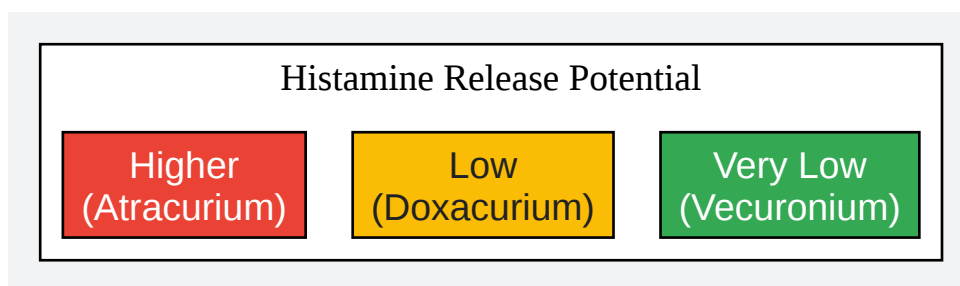 Histamine Release Potential
Higher
(Atracurium)
Low
(Doxacurium)
Very Low
(Vecuronium)